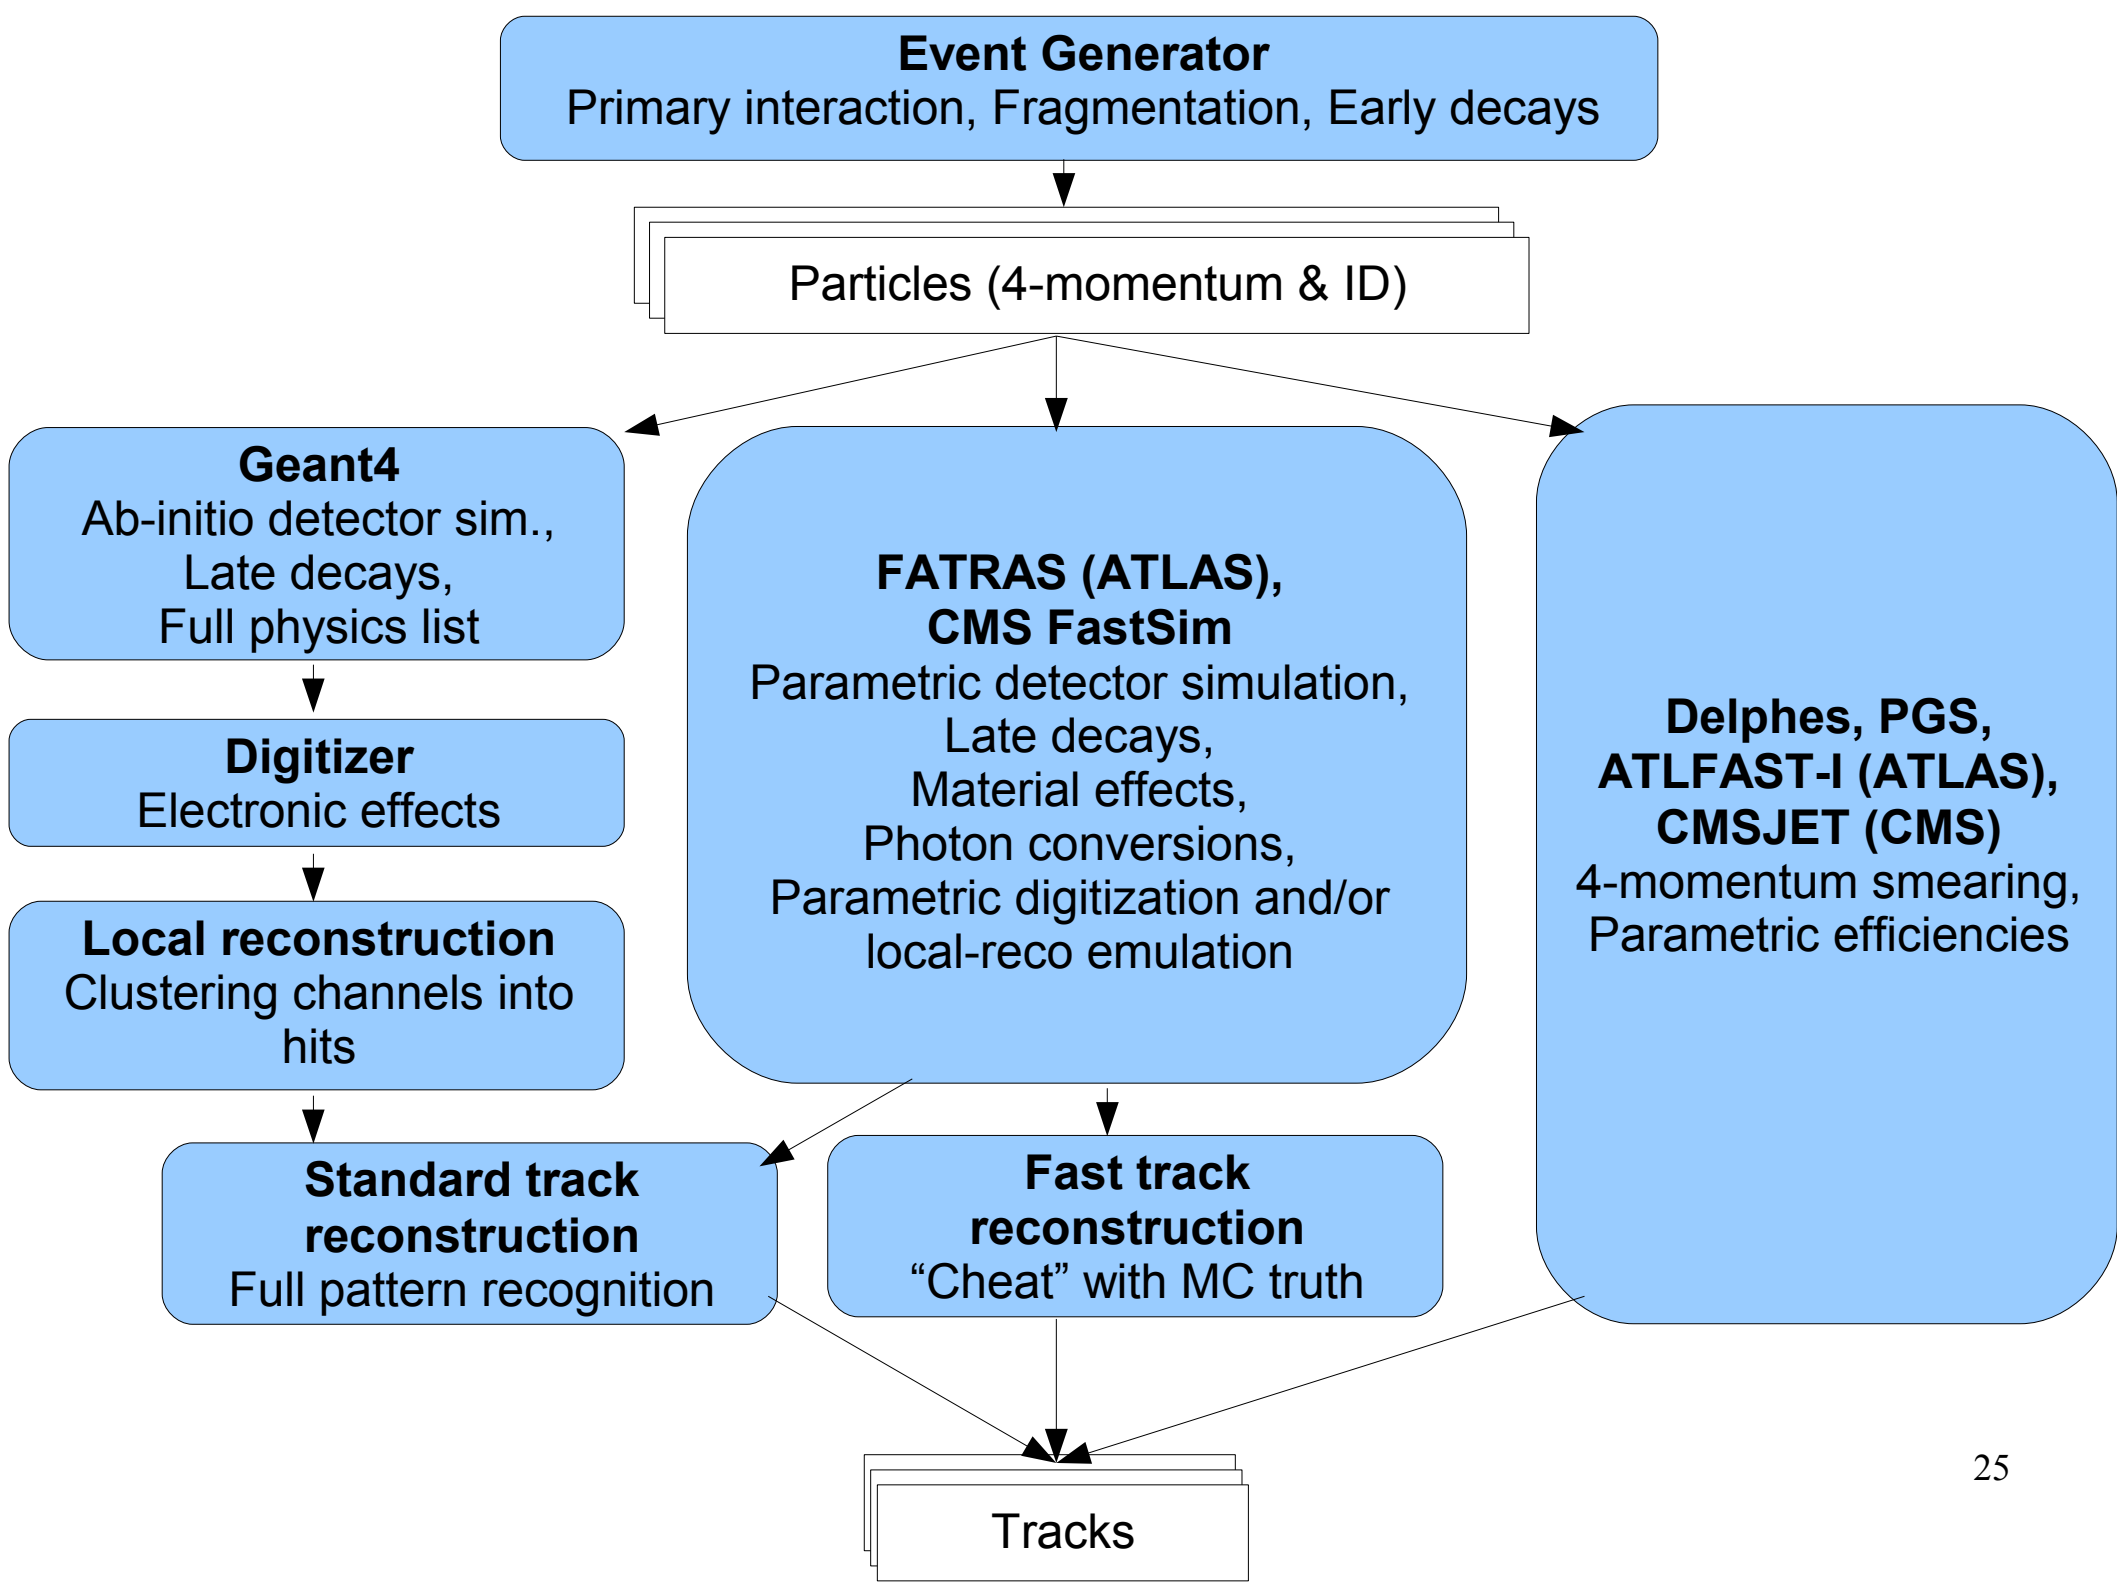 Event Generator
Primary interaction, Fragmentation, Early decays
Particles (4-momentum & ID)
Geant4
Ab-initio detector sim.,
Late decays,
Full physics list
Digitizer
Electronic effects
Local reconstruction
Clustering channels into
hits
Standard track
reconstruction
Full pattern recognition
FATRAS (ATLAS),
CMS FastSim
Parametric detector simulation,
Late decays,
Material effects,
Photon conversions,
Parametric digitization and/or
local-reco emulation
Fast track
reconstruction
“Cheat” with MC truth
Delphes, PGS,
ATLFAST-I (ATLAS),
CMSJET (CMS)
4-momentum smearing,
Parametric efficiencies
Tracks
25